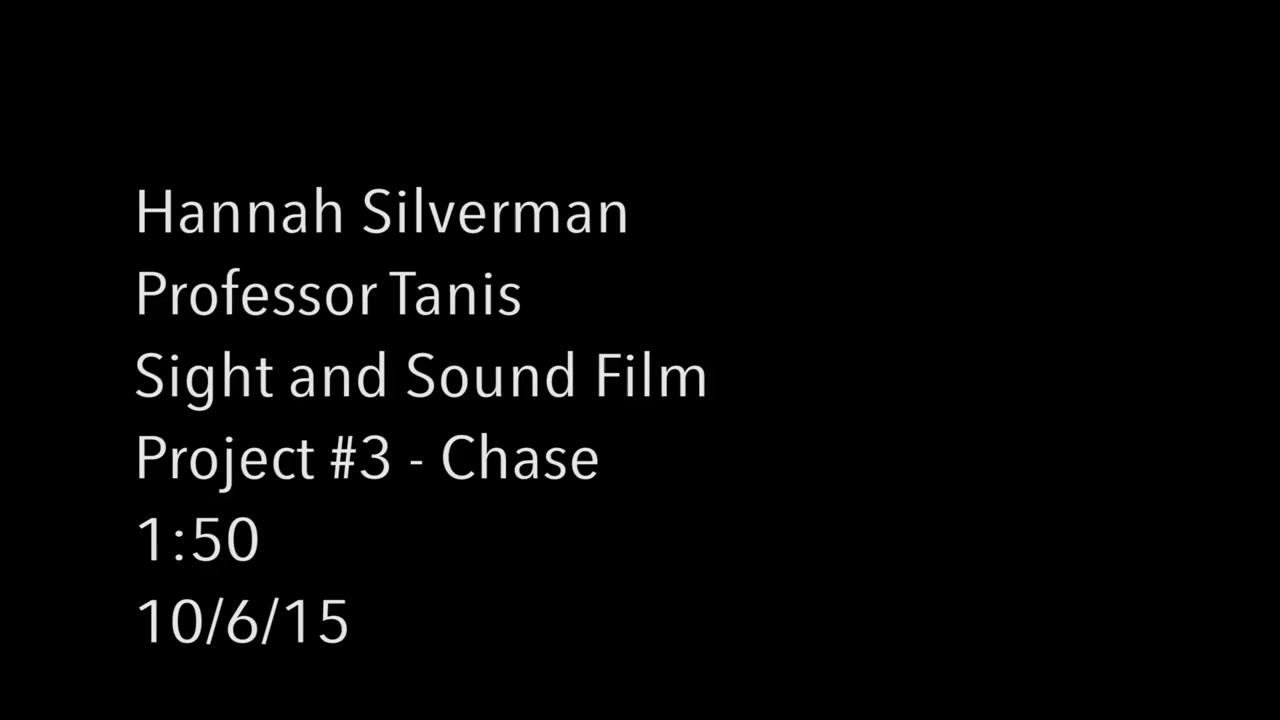 Hannah Silverman
Professor Tanis
Sight and Sound Film
Project #3 - Chase
1:50
10/6/15